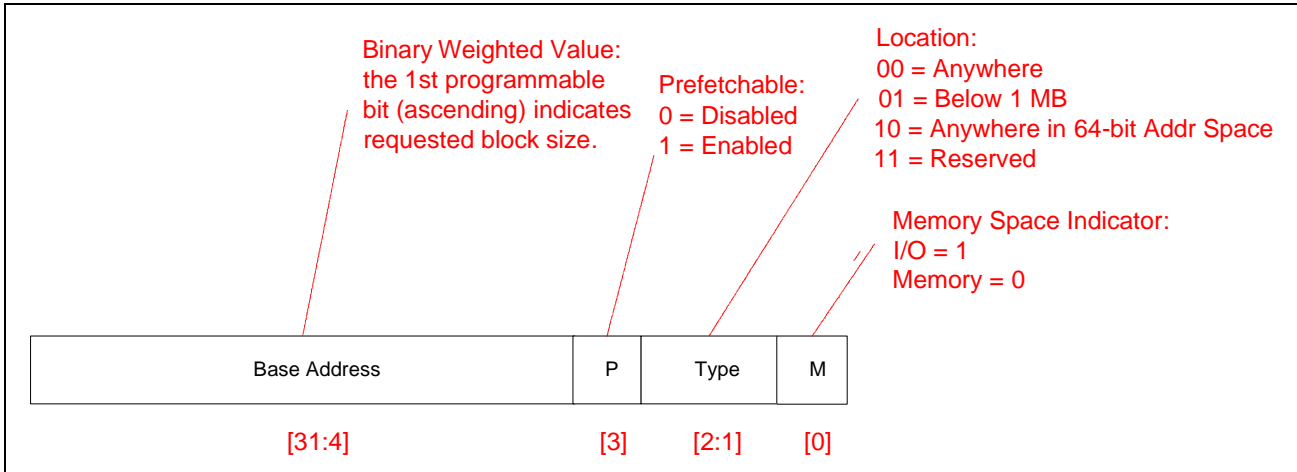 Binary Weighted Value:
the 1st programmable
bit (ascending) indicates
requested block size.
Prefetchable:
0 = Disabled
1 = Enabled
Location:
00 = Anywhere
01 = Below 1 MB
10 = Anywhere in 64-bit Addr Space
11 = Reserved
Memory Space Indicator:
I/O = 1
Memory = 0
Base Address P Type M
[31:4] [3] [2:1] [0]